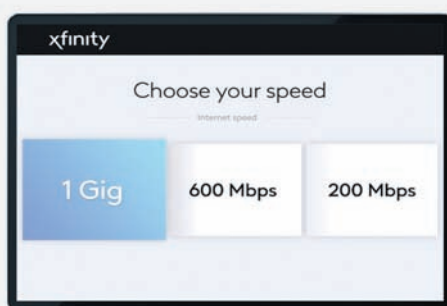 xfinity
Choose your speed
Internet speed
1 Gig
600 Mbps
200 Mbps